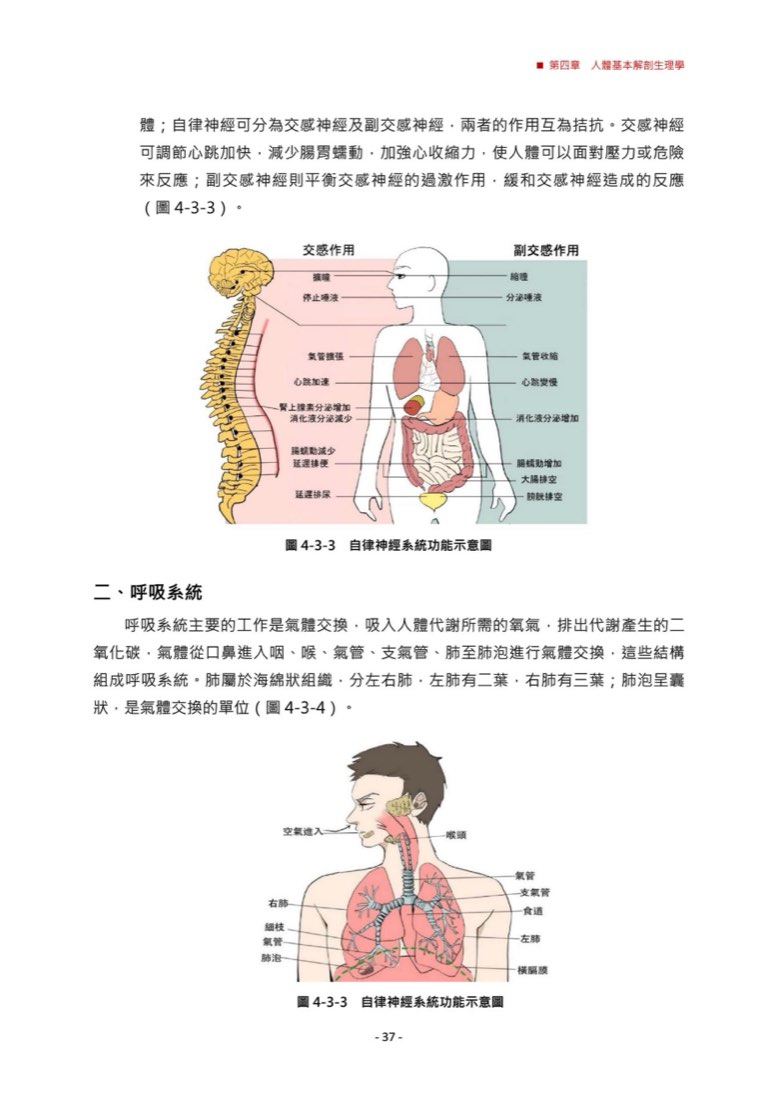 ■ 第四章　人體基本解剖生理學
體；自律神經可分為交感神經及副交感神經，兩者的作用互為拮抗。交感神經
可調節心跳加快，減少腸胃蠕動，加強心收縮力，使人體可以面對壓力或危險
來反應；副交感神經則平衡交感神經的過激作用，緩和交感神經造成的反應
（圖 4-3-3）。
交感作用
副交感作用
擴瞳
縮瞳
停止唾液
分泌唾液
氣管擴張
氣管收縮
心跳加速
心跳變慢
腎上腺素分泌增加
消化液分泌減少
消化液分泌增加
腸蠕動減少
延遲排便
腸蠕動增加
大腸排空
延遲排尿
膀胱排空
圖 4-3-3　自律神經系統功能示意圖
二、呼吸系統
呼吸系統主要的工作是氣體交換，吸入人體代謝所需的氧氣，排出代謝產生的二
氧化碳，氣體從口鼻進入咽、喉、氣管、支氣管、肺至肺泡進行氣體交換，這些結構
組成呼吸系統。肺屬於海綿狀組織，分左右肺，左肺有二葉，右肺有三葉；肺泡呈囊
狀，是氣體交換的單位（圖 4-3-4）。
空氣進入
喉頭
氣管
支氣管
右肺
食道
細枝
氣管
左肺
肺泡
橫膈膜
圖 4-3-3　自律神經系統功能示意圖
- 37 -